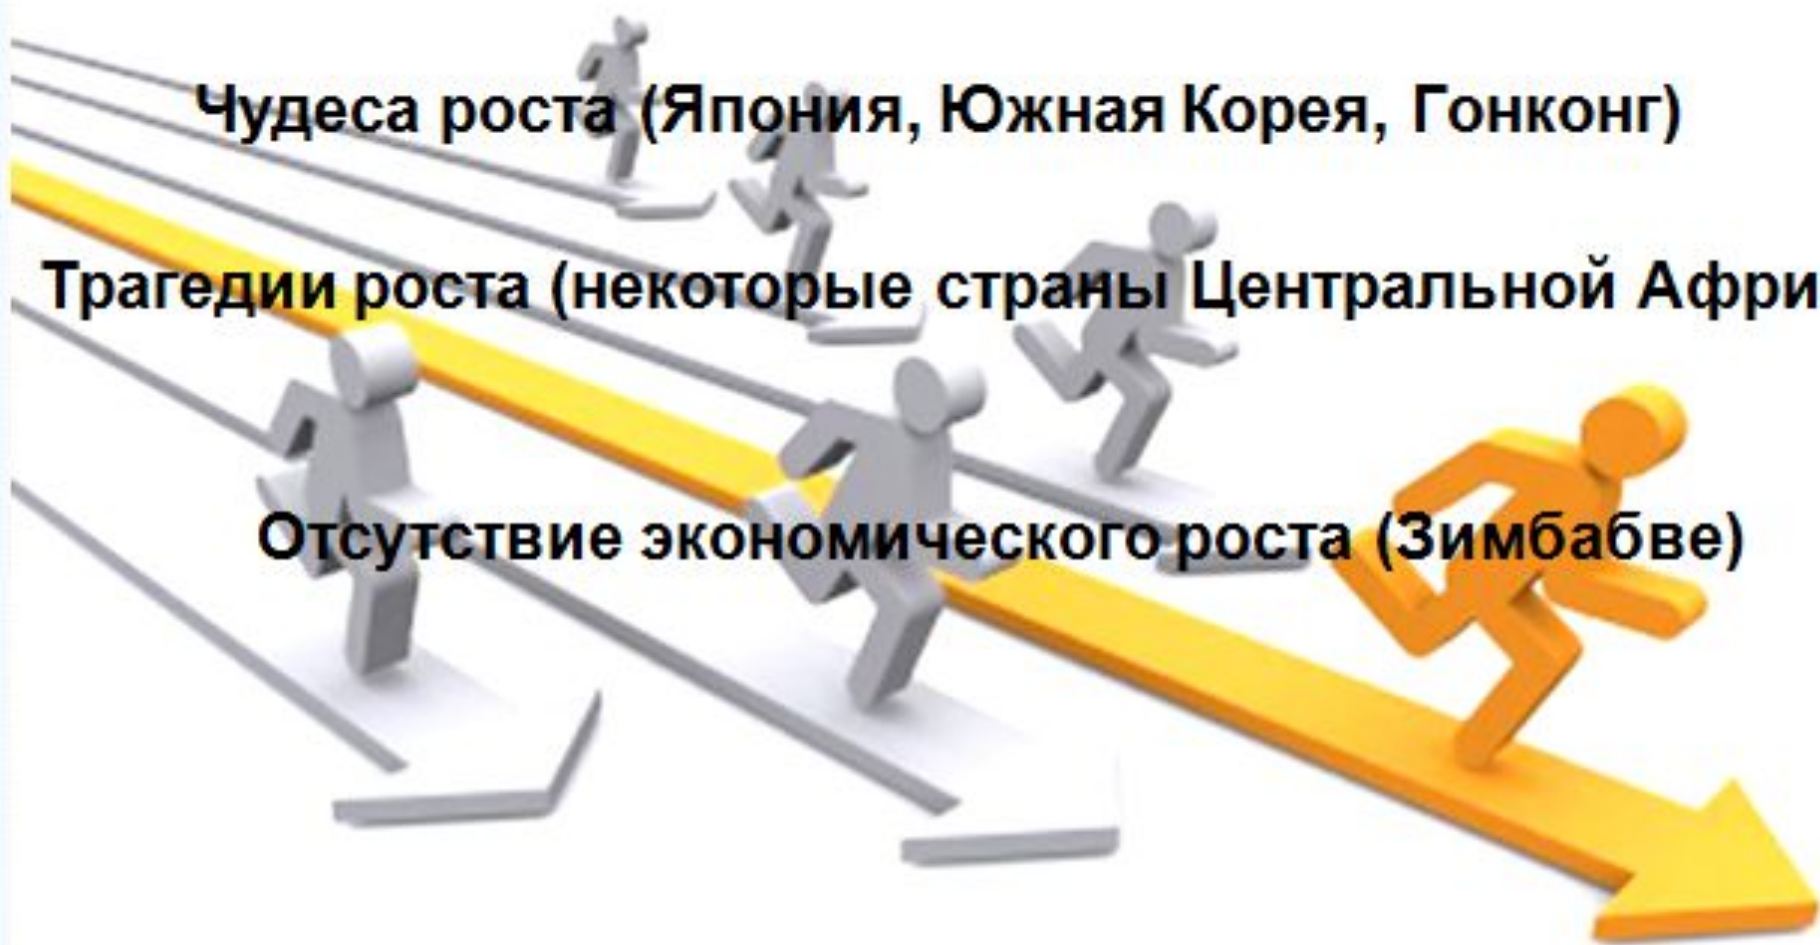 Чудеса роста (Япония, Южная Корея, Гонконг)
Трагедии роста (некоторые страны Центральной Афри
Отсутствие экономического роста (Зимбабве)